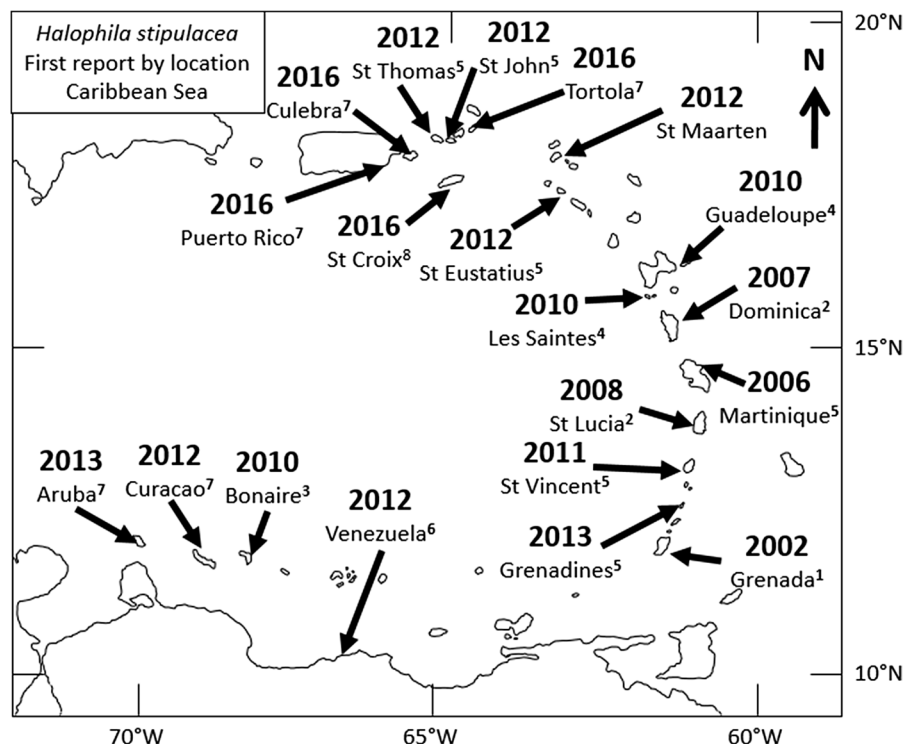 Halophila stipulacea
First report by location
Caribbean Sea
20°N
N
2012
St Thomas⁵
2012
St John⁵
2016
Tortola⁷
2016
Culebra⁷
2012
St Maarten
2016
Puerto Rico⁷
2016
St Croix⁸
2012
St Eustatius⁵
2010
Guadeloupe⁴
2010
Les Saintes⁴
2007
Dominica²
15°N
2006
Martinique⁵
2008
St Lucia²
2011
St Vincent⁵
2013
Grenadines⁵
2002
Grenada¹
2013
Aruba⁷
2012
Curacao⁷
2010
Bonaire³
2012
Venezuela⁶
10°N
70°W
65°W
60°W